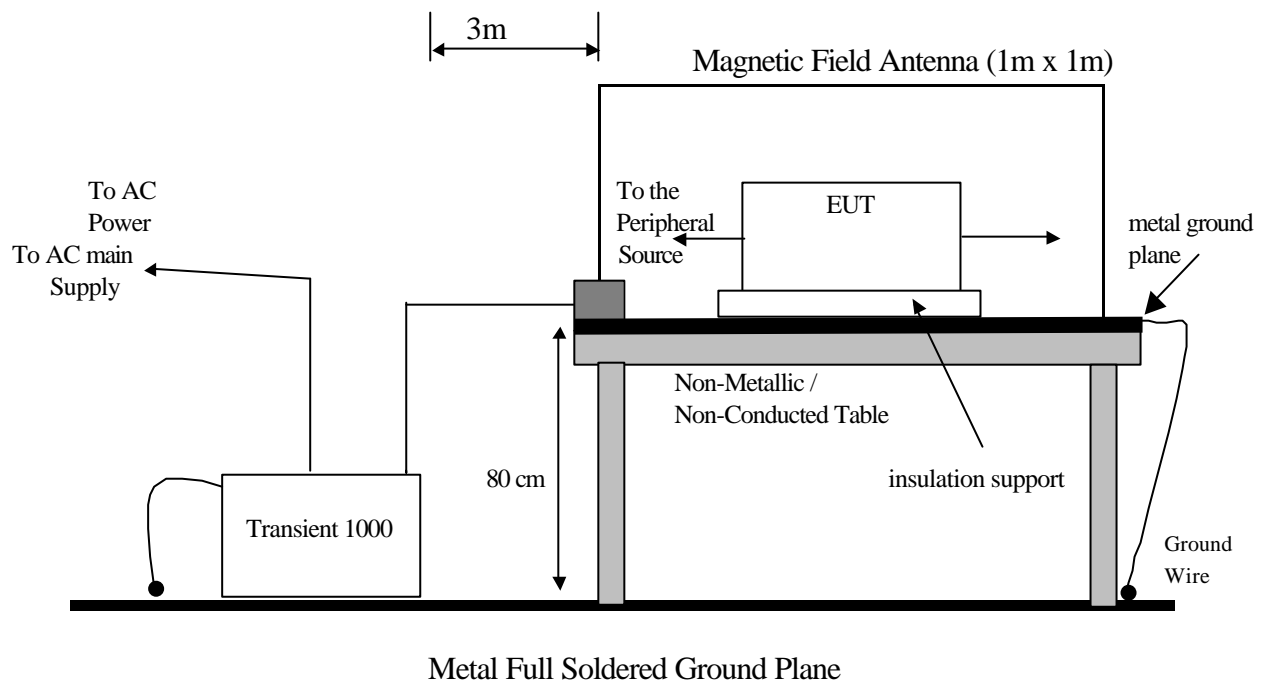 3m
Magnetic Field Antenna (1m x 1m)
To AC
Power
To AC main
Supply
To the
Peripheral
Source
EUT
metal ground
plane
Non-Metallic /
Non-Conducted Table
80 cm
insulation support
Transient 1000
Ground
Wire
Metal Full Soldered Ground Plane